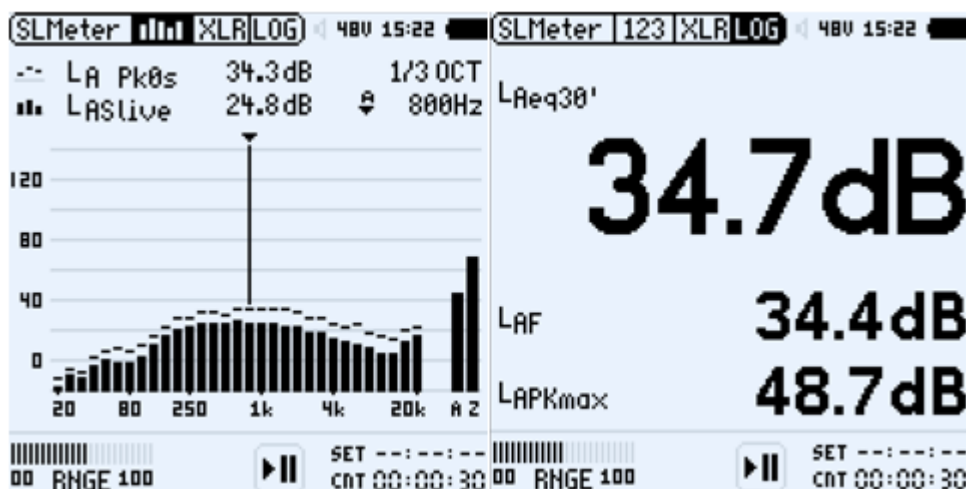 SLMeter XLR LOG 48V 15:22
LA Pk0s 34.3dB 1/3 OCT
LASlive 24.8dB A 800Hz
120
80
40
0
20 80 250 1k 4k 20k A Z
SET --:--:--
00 RNGE 100 CNT 00:00:30
SLMeter 123 XLR LOG 48V 15:22
LAeq30'
34.7dB
LAF 34.4dB
LAPKmax 48.7dB
SET --:--:--
00 RNGE 100 CNT 00:00:30